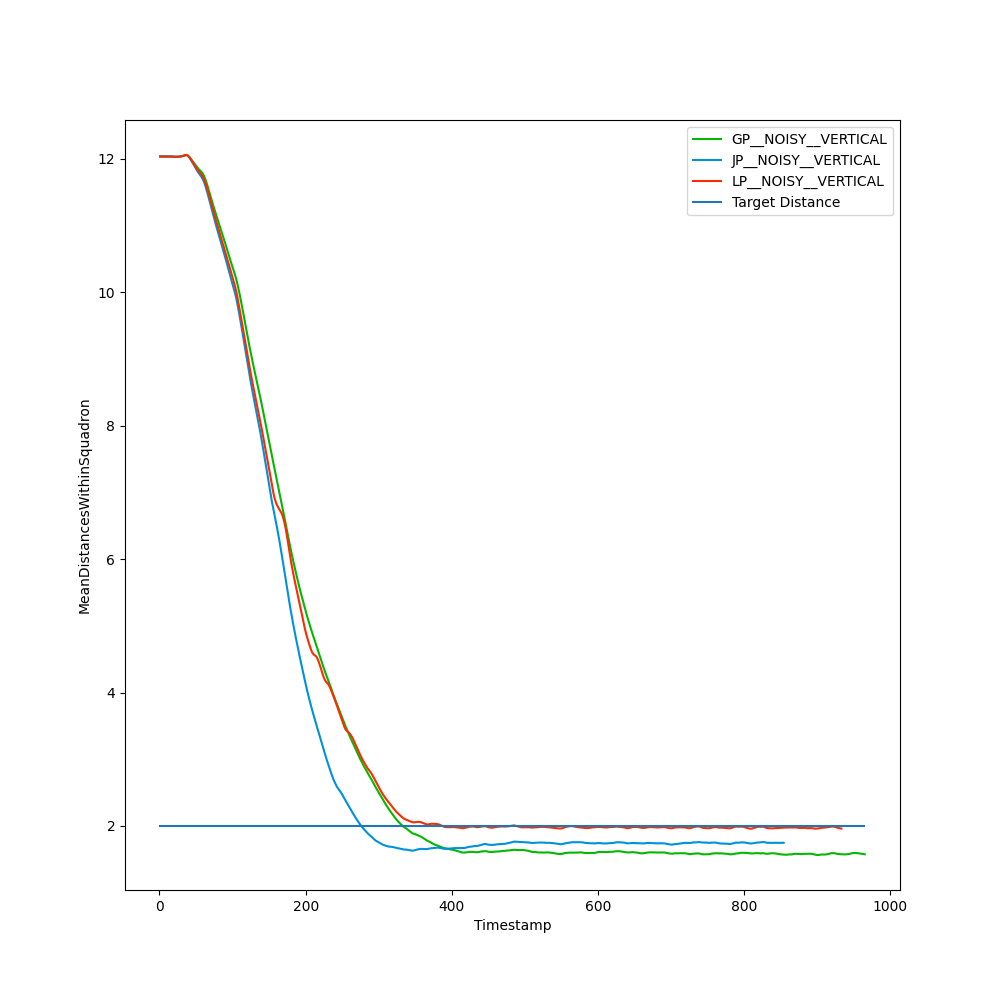 GP__NOISY__VERTICAL
JP__NOISY__VERTICAL
LP__NOISY__VERTICAL
Target Distance
12
10
8
6
4
2
MeanDistancesWithinSquadron
0 200 400 600 800 1000
Timestamp